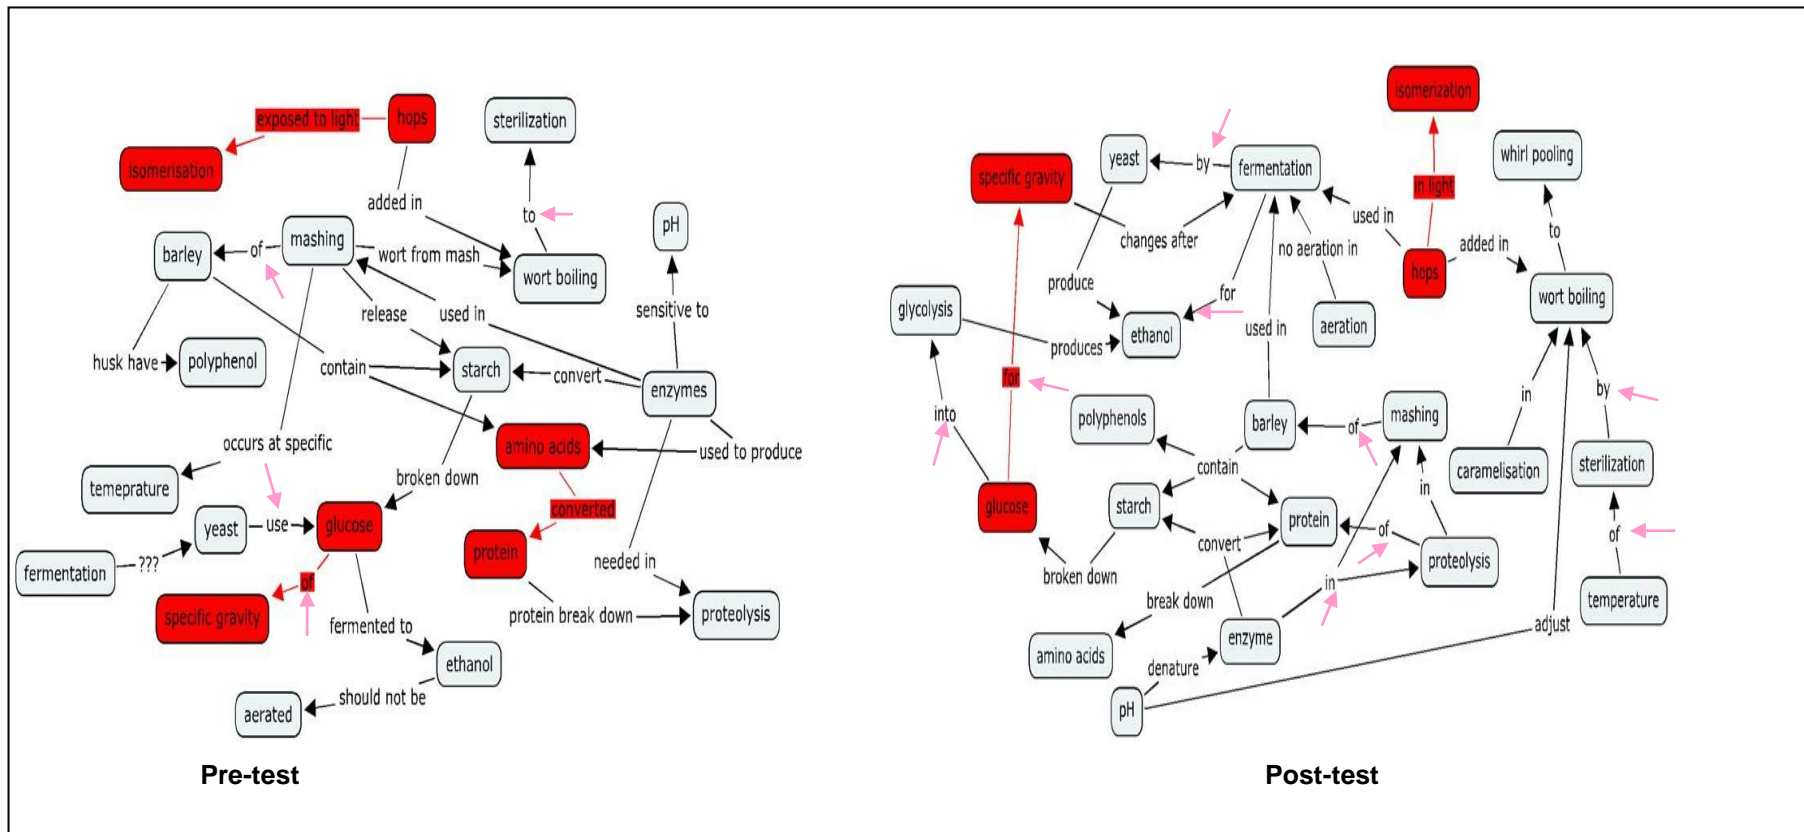 hops
exposed to light
isomerisation
sterilization
added in
to
pH
mashing
of
barley
wort from mash
wort boiling
release
used in
sensitive to
husk have
polyphenol
contain
starch
convert
enzymes
occurs at specific
amino acids
used to produce
temeprature
broken down
yeast
use
glucose
converted
protein
fermentation
???
of
specific gravity
needed in
protein break down
proteolysis
fermented to
ethanol
should not be
aerated
Pre-test
isomerization
yeast
by
fermentation
whirl pooling
specific gravity
in light
used in
to
changes after
no aeration in
added in
hops
produce
for
wort boiling
glycolysis
ethanol
used in
aeration
produces
for
into
polyphenols
barley
of
mashing
in
by
contain
caramelisation
sterilization
glucose
starch
protein
in
of
convert
proteolysis
of
broken down
in
break down
temperature
enzyme
adjust
amino acids
denature
pH
Post-test